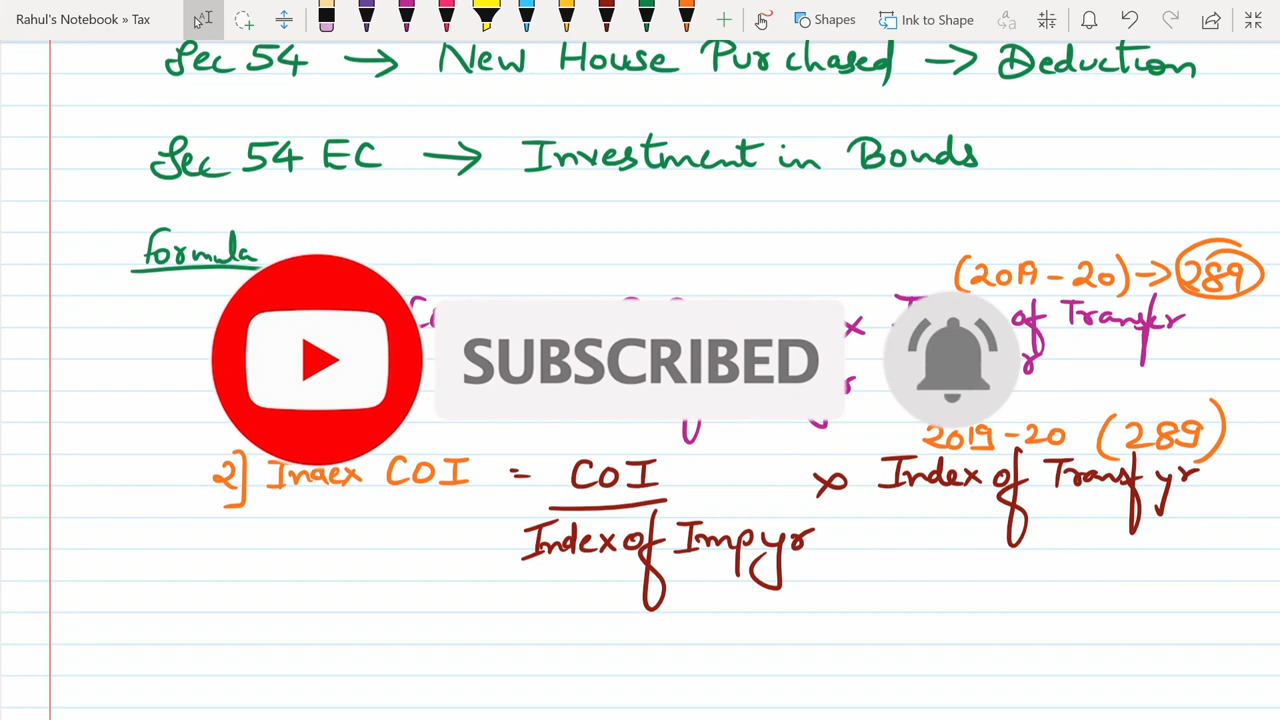 Rahul's Notebook » Tax
Shapes
Ink to Shape
Sec 54 → New House Purchased → Deduction
Sec 54 EC → Investment in Bonds
Formula
(2019-20) → 289
x of Transfer
SUBSCRIBED
2019-20 (289)
2] Index COI = COI x Index of Transf yr
Index of Imp yr